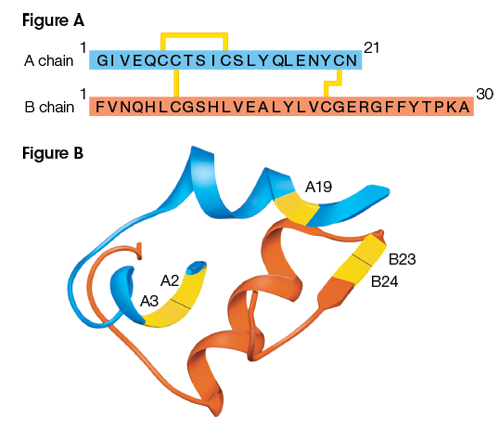 Figure A
1 21
A chain GIVEQCCTSICSLYQLENYCN
1 30
B chain FVNQHLCGSHLVEALYLVCGERGFFYTPKA
Figure B
A19
B23
A2
B24
A3